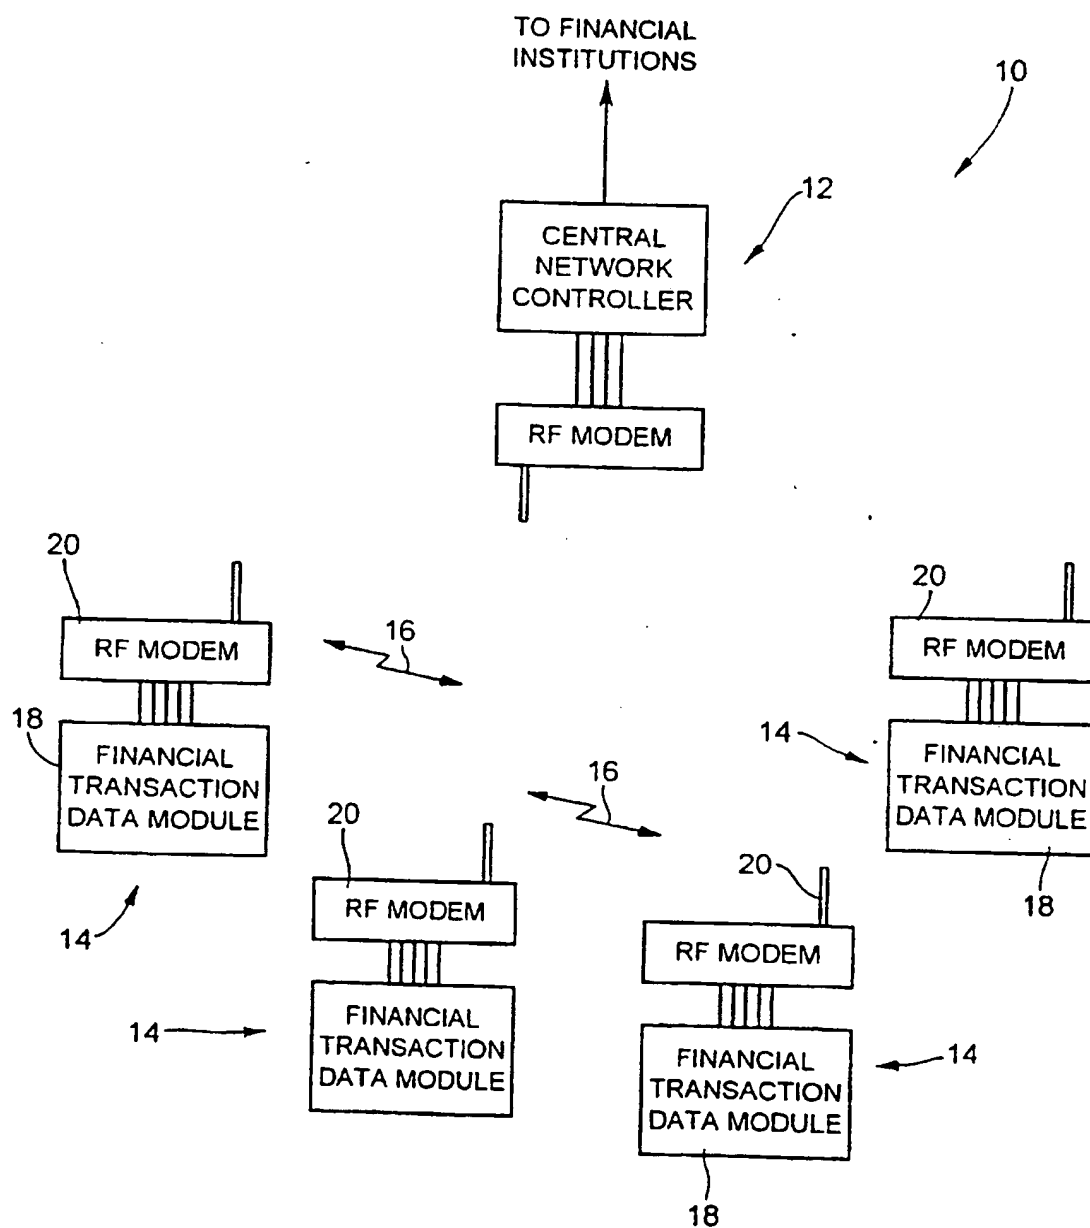 TO FINANCIAL
INSTITUTIONS
10
12
CENTRAL
NETWORK
CONTROLLER
RF MODEM
20
RF MODEM
16
20
RF MODEM
18
FINANCIAL
TRANSACTION
DATA MODULE
14
14
FINANCIAL
TRANSACTION
DATA MODULE
18
16
20
RF MODEM
20
RF MODEM
14
FINANCIAL
TRANSACTION
DATA MODULE
FINANCIAL
TRANSACTION
DATA MODULE
14
18